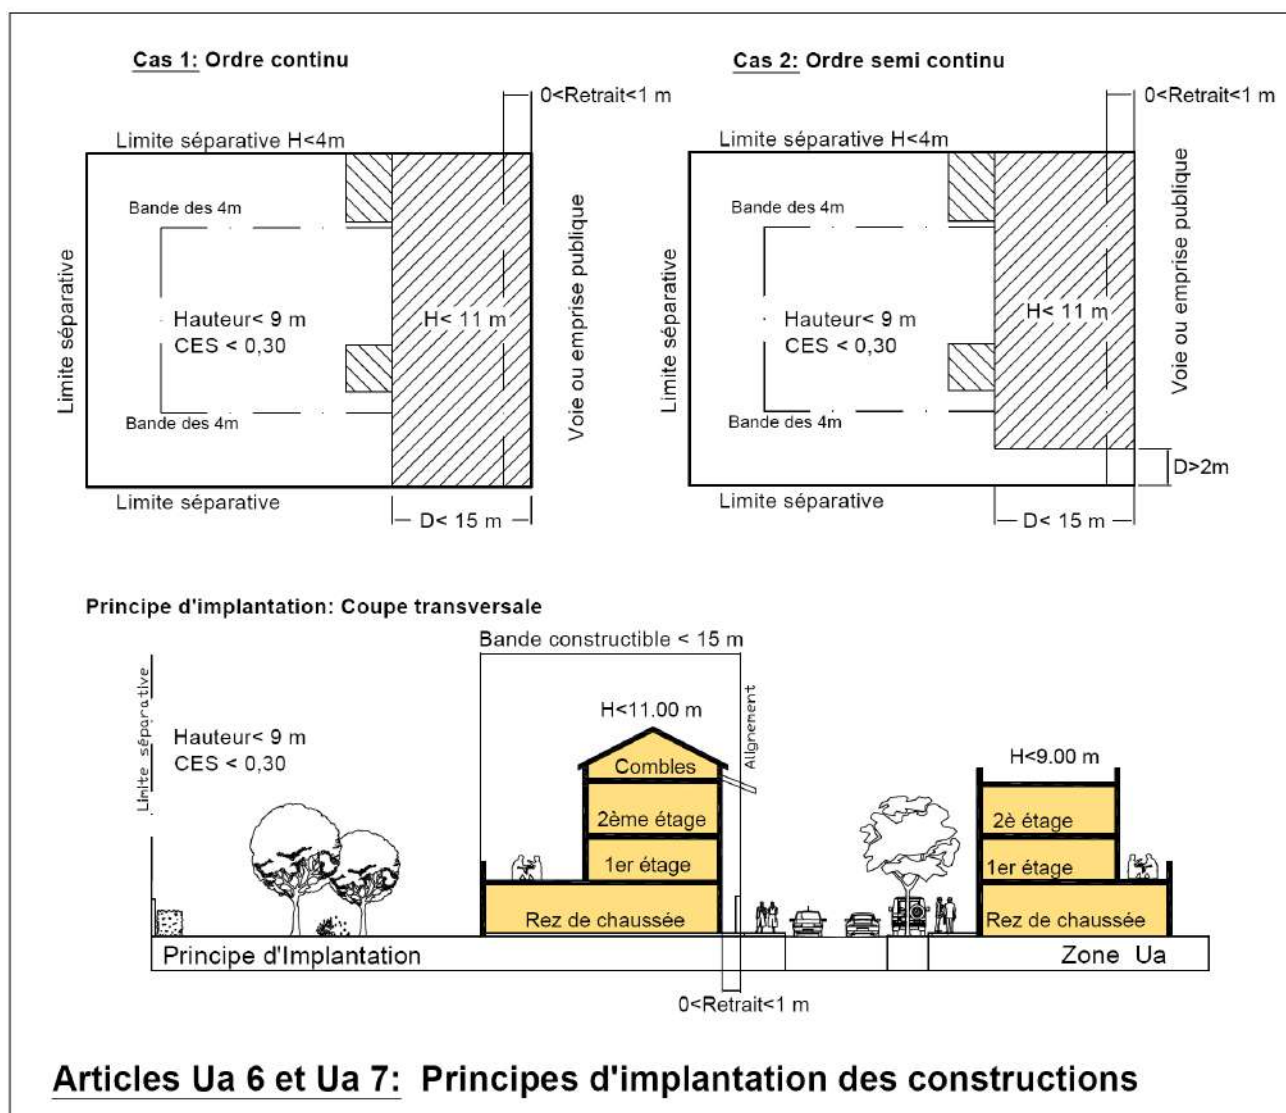 Cas 1: Ordre continu
0<Retrait<1 m
Limite séparative H<4m
Bande des 4m
Limite séparative
Hauteur< 9 m
CES < 0,30
H< 11 m
Voie ou emprise publique
Bande des 4m
Limite séparative
D< 15 m
Cas 2: Ordre semi continu
0<Retrait<1 m
Limite séparative H<4m
Bande des 4m
Limite séparative
Hauteur< 9 m
CES < 0,30
H< 11 m
Voie ou emprise publique
Bande des 4m
D>2m
Limite séparative
D< 15 m
Principe d'implantation: Coupe transversale
Bande constructible < 15 m
Limite séparative
Hauteur< 9 m
CES < 0,30
H<11.00 m
Alignement
H<9.00 m
Combles
2ème étage
1er étage
Rez de chaussée
2è étage
1er étage
Rez de chaussée
Principe d'Implantation
Zone Ua
0<Retrait<1 m
Articles Ua 6 et Ua 7: Principes d'implantation des constructions